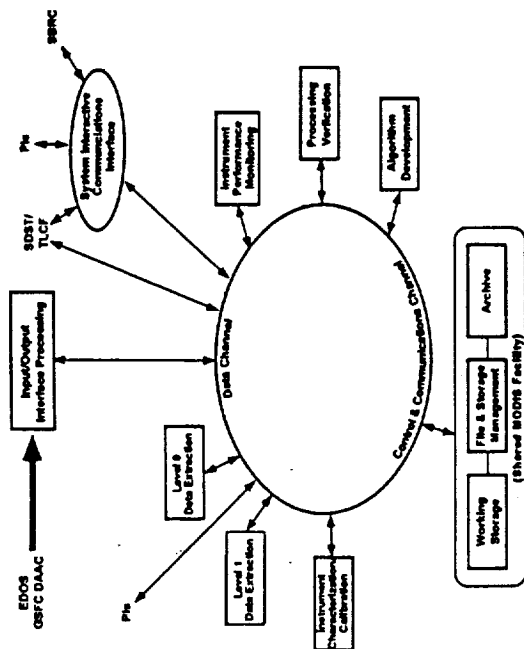 EDOS
GSFC DAAC
Input/Output
Interface Processing
SDST/
TLCF
PIs
SBRC
System Interactive
Communciations
Interface
PIs
Level 0
Data Extraction
Level 1
Data Extraction
Instrument
Characterization
Calibration
Data Channel
Control & Communications Channel
Instrument
Performance
Monitoring
Processing
Verification
Algorithm
Development
Working
Storage
File & Storage
Management
Archive
(Shared MODIS Facility)